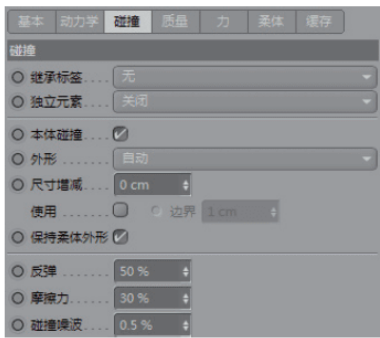 基本 动力学 碰撞 质量 力 柔体 缓存
碰撞
继承标签.... 无
独立元素.... 关闭
本体碰撞....
外形....... 自动
尺寸增减.... 0 cm
使用....... 边界 1 cm
保持柔体外形
反弹....... 50 %
摩擦力...... 30 %
碰撞噪波.... 0.5 %